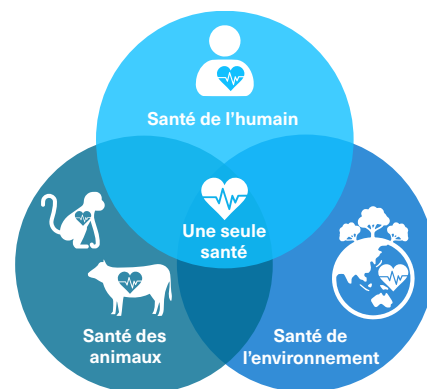 Santé de l'humain
Une seule
santé
Santé des
animaux
Santé de
l'environnement